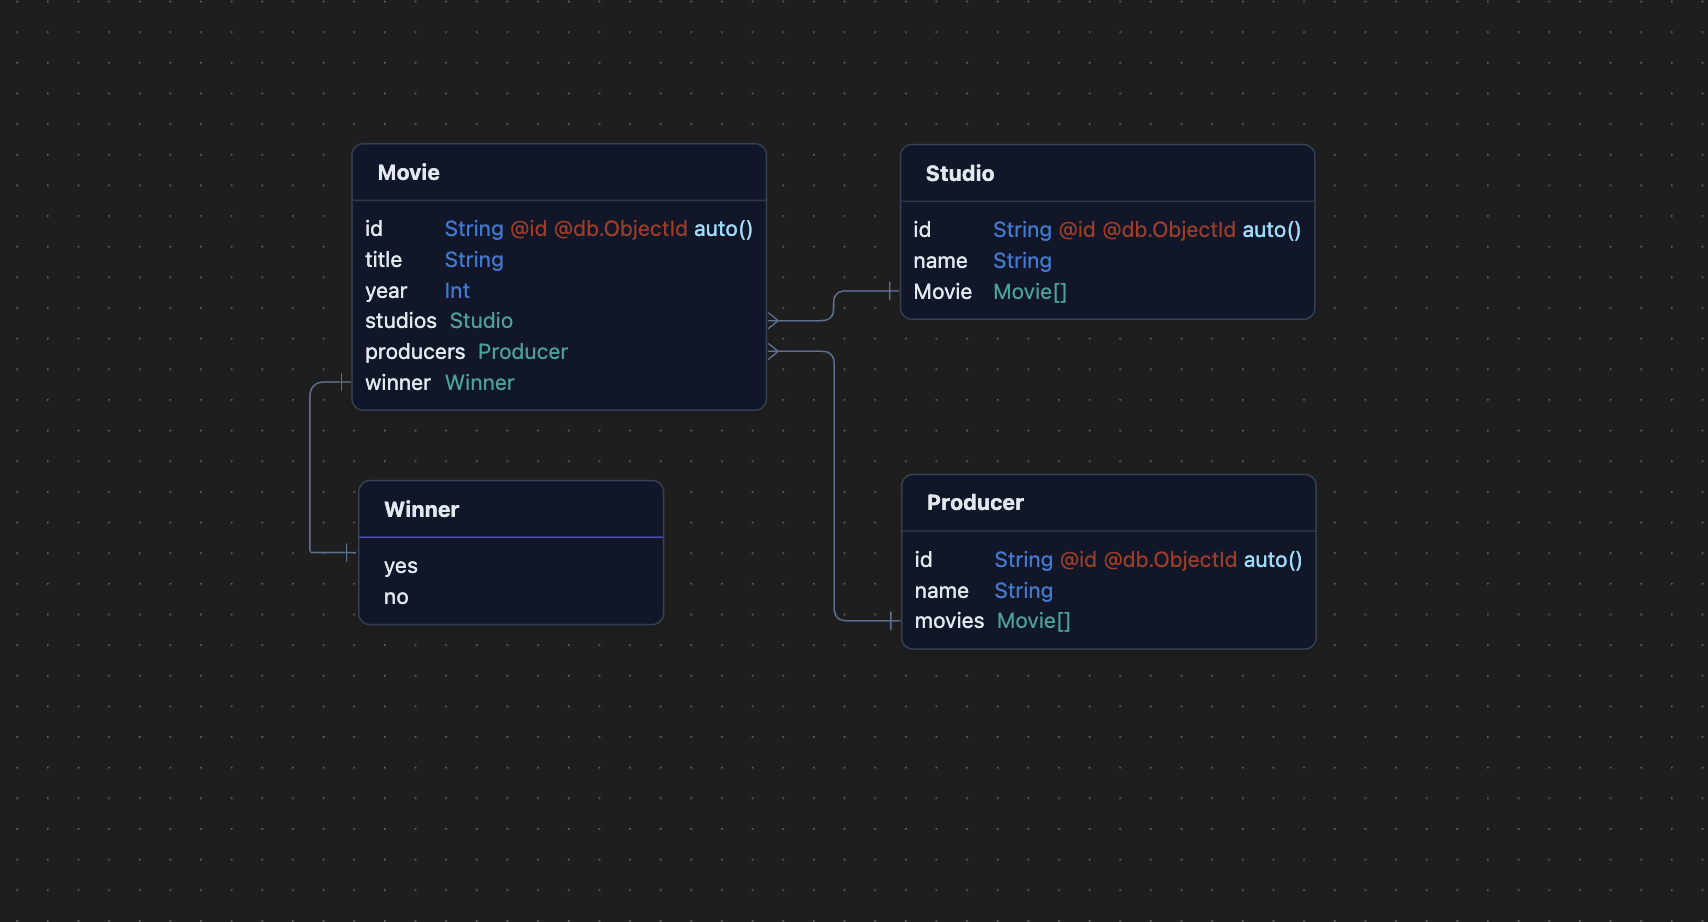 Movie
id String @id @db.ObjectId auto()
title String
year Int
studios Studio
producers Producer
winner Winner
Studio
id String @id @db.ObjectId auto()
name String
Movie Movie[]
Winner
yes
no
Producer
id String @id @db.ObjectId auto()
name String
movies Movie[]